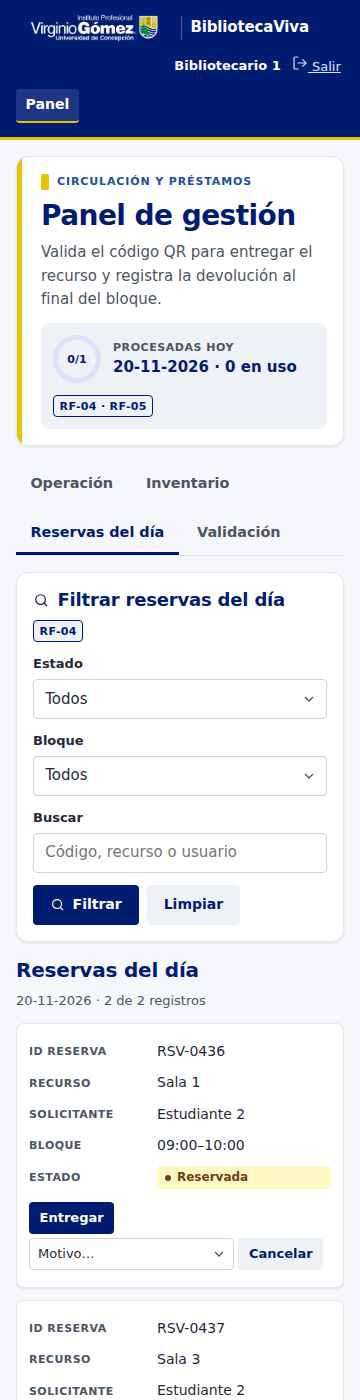 Instituto Profesional
VirginioGómez
Universidad de Concepción
BibliotecaViva
Bibliotecario 1 Salir
Panel
CIRCULACIÓN Y PRÉSTAMOS
Panel de gestión
Valida el código QR para entregar el
recurso y registra la devolución al
final del bloque.
0/1
PROCESADAS HOY
20-11-2026 · 0 en uso
RF-04 · RF-05
Operación Inventario
Reservas del día Validación
Filtrar reservas del día
RF-04
Estado
Todos
Bloque
Todos
Buscar
Código, recurso o usuario
Filtrar Limpiar
Reservas del día
20-11-2026 · 2 de 2 registros
ID RESERVA RSV-0436
RECURSO Sala 1
SOLICITANTE Estudiante 2
BLOQUE 09:00–10:00
ESTADO Reservada
Entregar
Motivo... Cancelar
ID RESERVA RSV-0437
RECURSO Sala 3
SOLICITANTE Estudiante 2